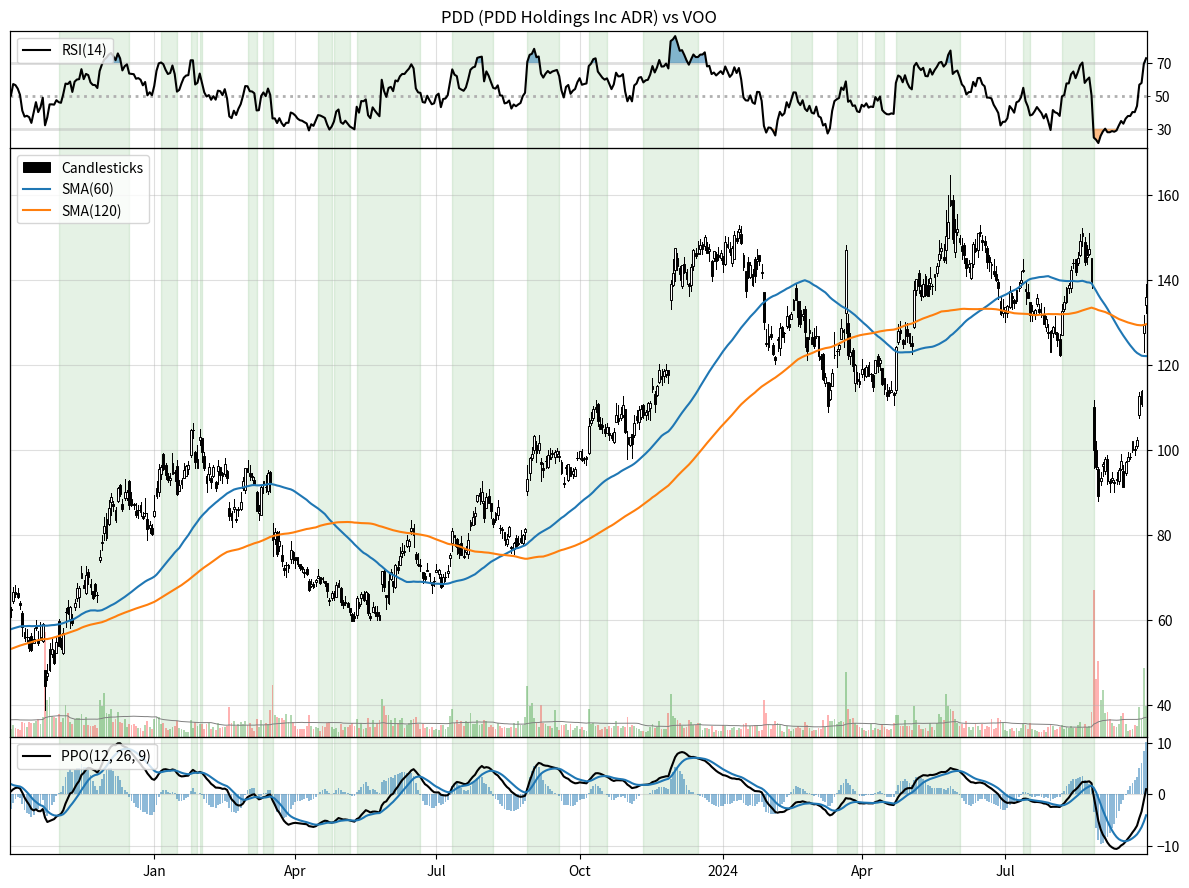 PDD (PDD Holdings Inc ADR) vs VOO
RSI(14)
70
50
30
Candlesticks
SMA(60)
SMA(120)
160
140
120
100
80
60
40
PPO(12, 26, 9)
10
0
−10
Jan
Apr
Jul
Oct
2024
Apr
Jul